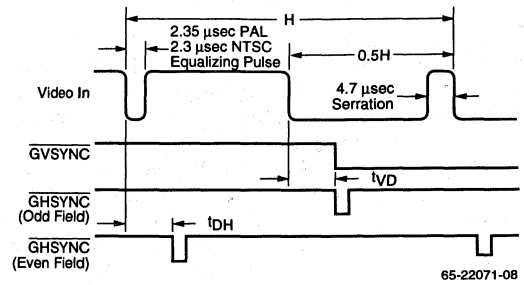 H
2.35 µsec PAL
2.3 µsec NTSC
Equalizing Pulse
0.5H
Video In
4.7 µsec
Serration
GVSYNC
tVD
GHSYNC
(Odd Field)
tDH
GHSYNC
(Even Field)
65-22071-08